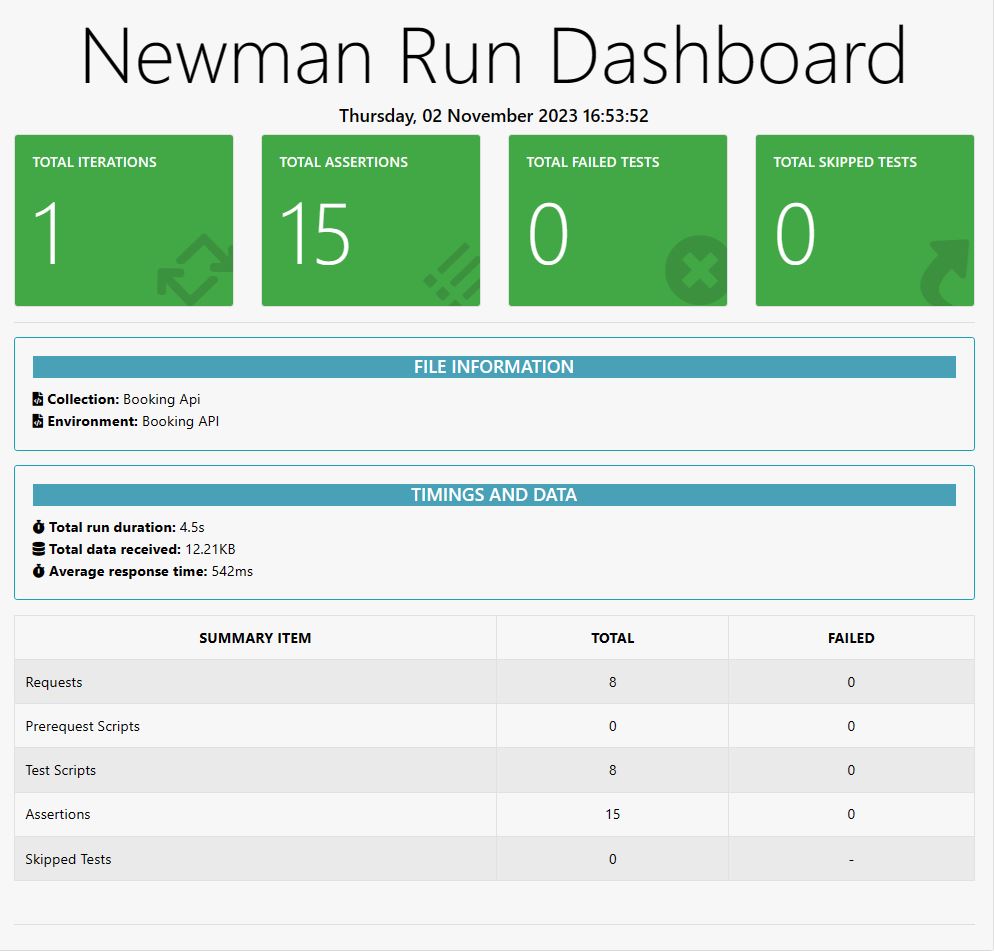 Newman Run Dashboard
Thursday, 02 November 2023 16:53:52
TOTAL ITERATIONS
1
TOTAL ASSERTIONS
15
TOTAL FAILED TESTS
0
TOTAL SKIPPED TESTS
0
FILE INFORMATION
Collection: Booking Api
Environment: Booking API
TIMINGS AND DATA
Total run duration: 4.5s
Total data received: 12.21KB
Average response time: 542ms
SUMMARY ITEM TOTAL FAILED
Requests 8 0
Prerequest Scripts 0 0
Test Scripts 8 0
Assertions 15 0
Skipped Tests 0 -